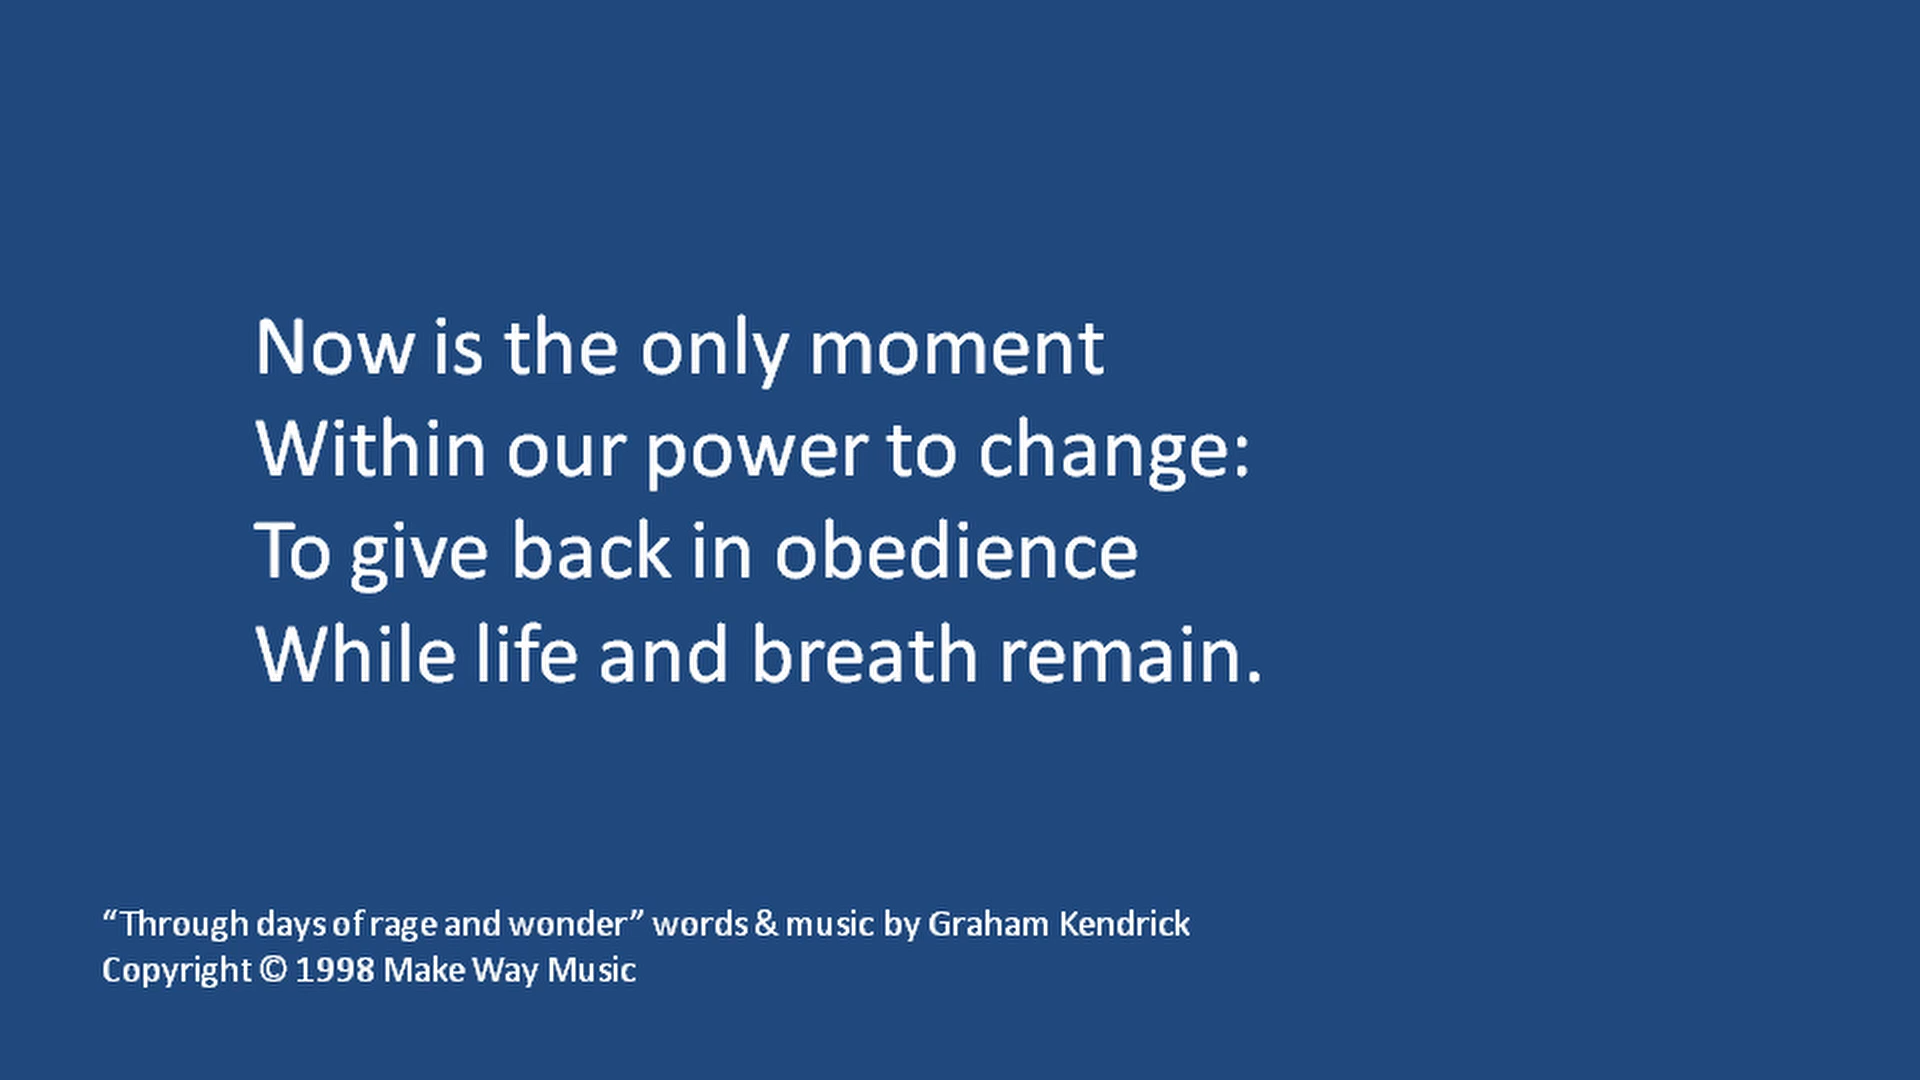 Now is the only moment
Within our power to change:
To give back in obedience
While life and breath remain.
“Through days of rage and wonder” words & music by Graham Kendrick
Copyright © 1998 Make Way Music